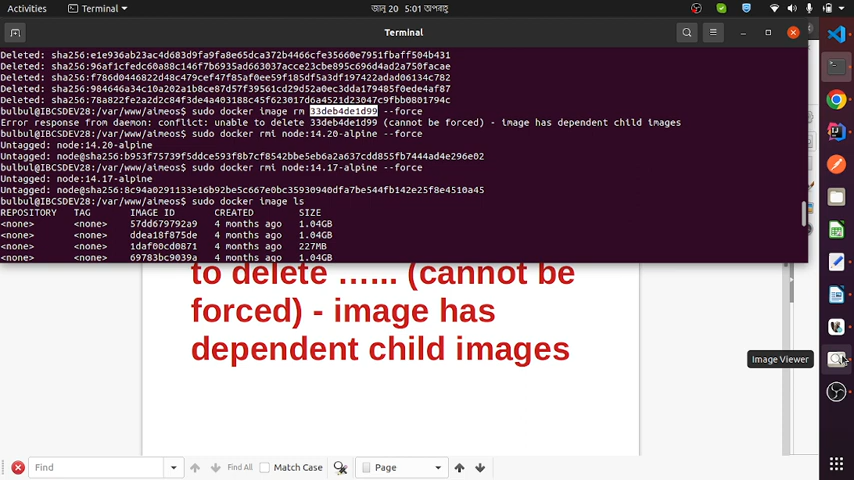 Activities
Terminal
জানু 20 5:01 অপরাহ্ণ
Terminal
Deleted: sha256:e1e936ab23ac4d683d9fa9fa8e65dca372b4466cfe35660e7951fbaff504b431
Deleted: sha256:96af1cfedc60a88c146f7b6935ad663037acce23cbe895c696d4ad2a750facae
Deleted: sha256:f786d0446822d48c479cef47f85af0ee59f185df5a3df197422adad06134c782
Deleted: sha256:984646a34c10a202a1b8ce87d57f39561cd29d52a0ec3dda179485f0ede4af87
Deleted: sha256:78a822fe2a2d2c84f3de4a403188c45f623017d6a4521d23047c9fbb0801794c
bulbul@IBCSDEV28:/var/www/aimeos$ sudo docker image rm 33deb4de1d99 --force
Error response from daemon: conflict: unable to delete 33deb4de1d99 (cannot be forced) - image has dependent child images
bulbul@IBCSDEV28:/var/www/aimeos$ sudo docker rmi node:14.20-alpine --force
Untagged: node:14.20-alpine
Untagged: node@sha256:b953f75739f5ddce593f8b7cf8542bbe5eb6a2a637cdd855fb7444ad4e296e02
bulbul@IBCSDEV28:/var/www/aimeos$ sudo docker rmi node:14.17-alpine --force
Untagged: node:14.17-alpine
Untagged: node@sha256:8c94a0291133e16b92be5c667e0bc35930940dfa7be544fb142e25f8e4510a45
bulbul@IBCSDEV28:/var/www/aimeos$ sudo docker image ls
REPOSITORY TAG IMAGE ID CREATED SIZE
<none> <none> 57dd679792a9 4 months ago 1.04GB
<none> <none> ddea18f875de 4 months ago 1.04GB
<none> <none> 1daf00cd0871 4 months ago 227MB
<none> <none> 69783bc9039a 4 months ago 1.04GB
to delete …... (cannot be
forced) - image has
dependent child images
Image Viewer
Find
Find All
Match Case
Page